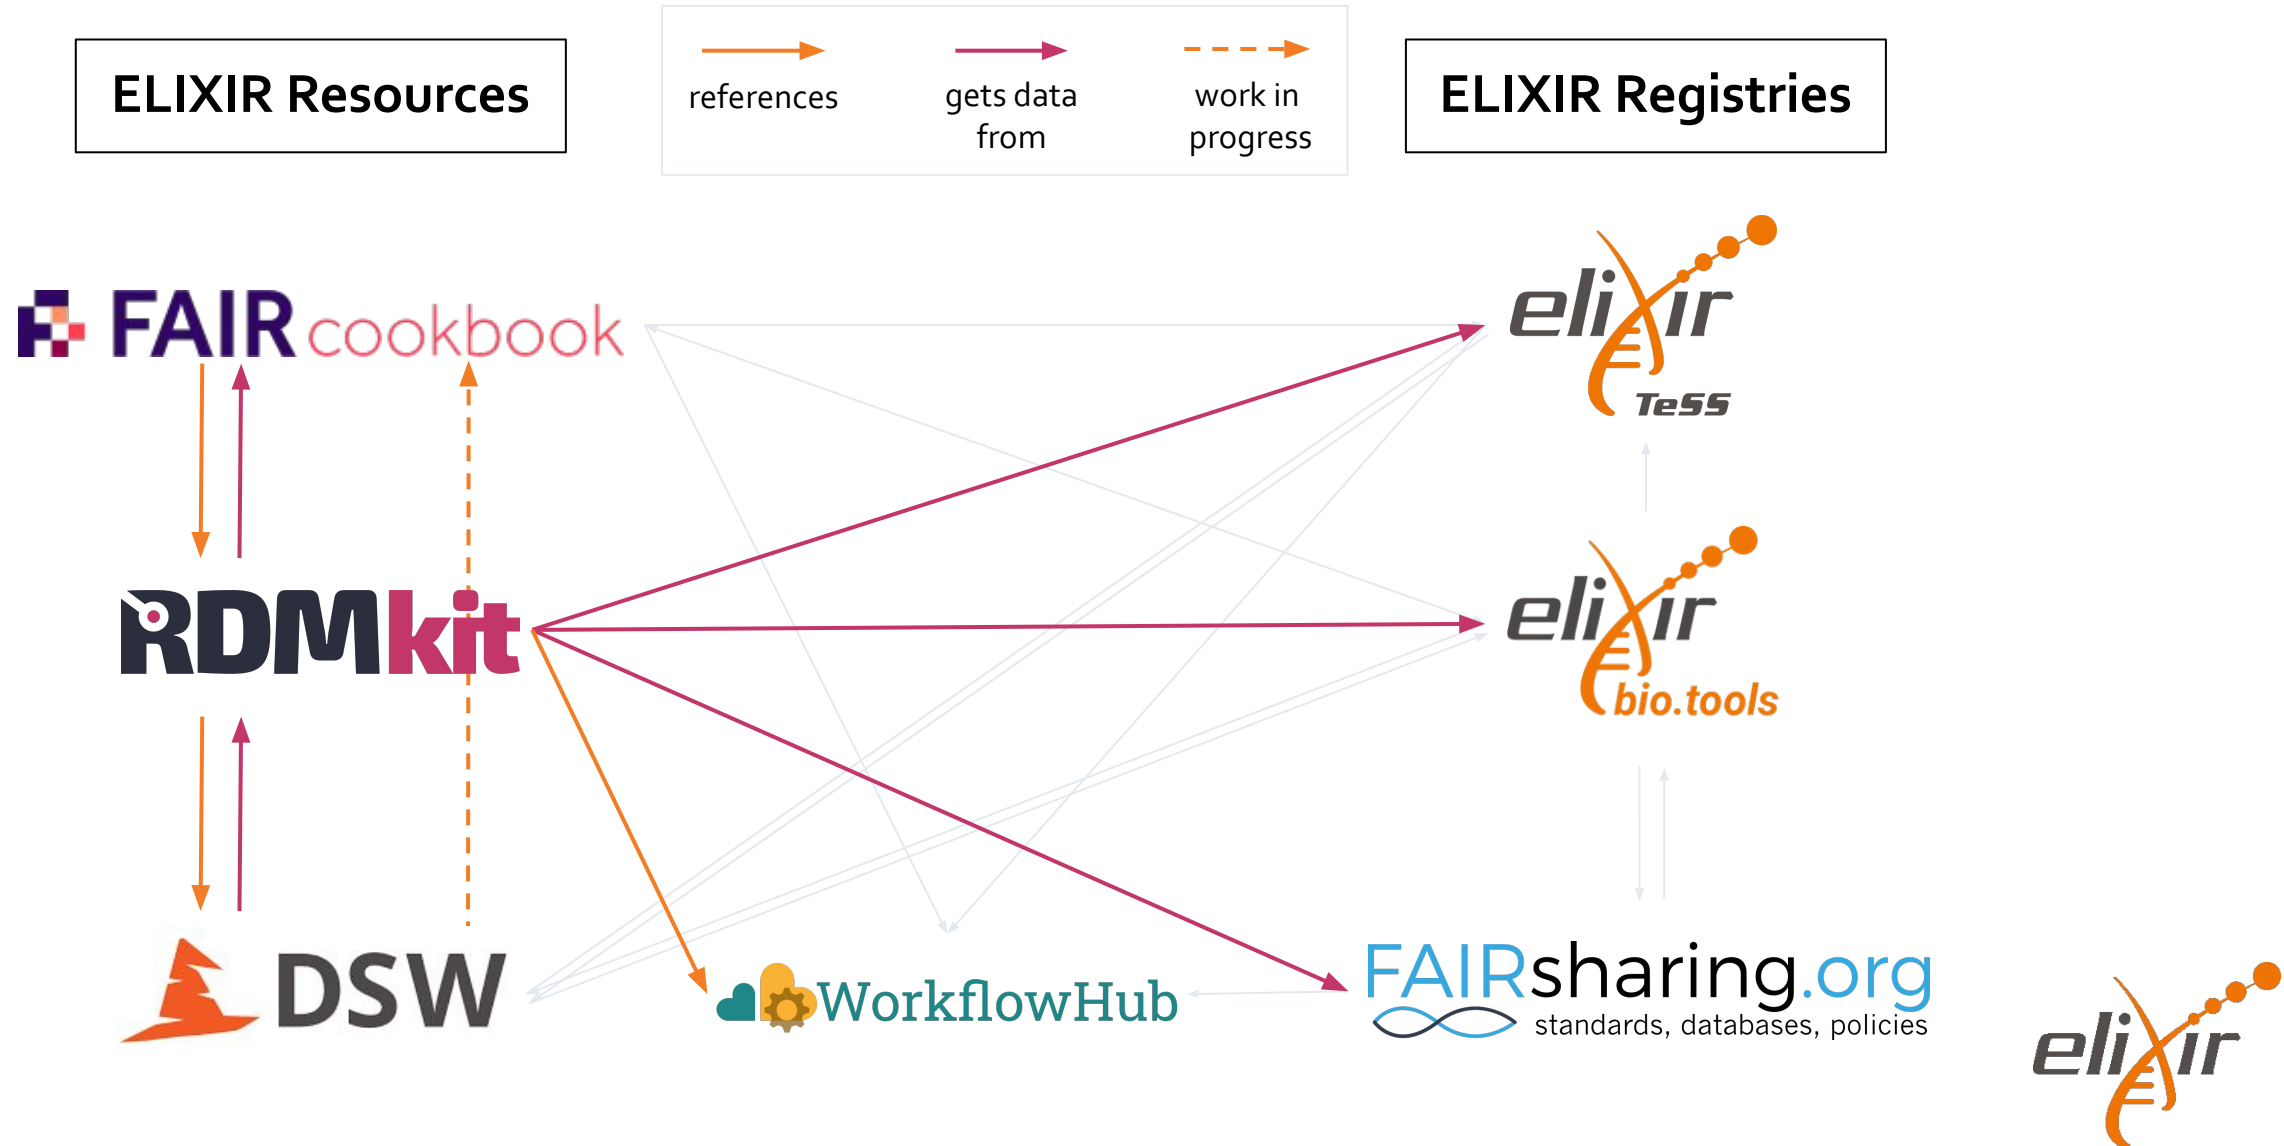 ELIXIR Resources
references
gets data
from
work in
progress
ELIXIR Registries
FAIR cookbook
elixir
TeSS
RDMkit
elixir
bio.tools
DSW
WorkflowHub
FAIRsharing.org
standards, databases, policies
elixir